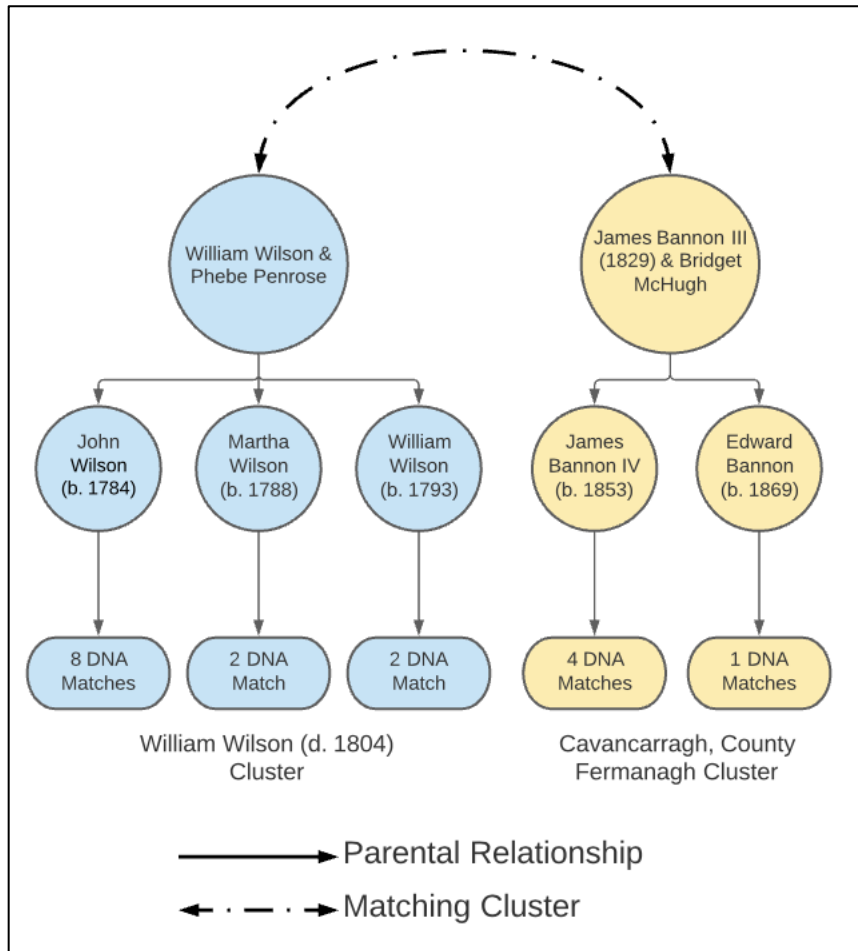 William Wilson &
Phebe Penrose
James Bannon III
(1829) & Bridget
McHugh
John
Wilson
(b. 1784)
Martha
Wilson
(b. 1788)
William
Wilson
(b. 1793)
James
Bannon IV
(b. 1853)
Edward
Bannon
(b. 1869)
8 DNA
Matches
2 DNA
Match
2 DNA
Match
4 DNA
Matches
1 DNA
Matches
William Wilson (d. 1804)
Cluster
Cavancarragh, County
Fermanagh Cluster
Parental Relationship
Matching Cluster